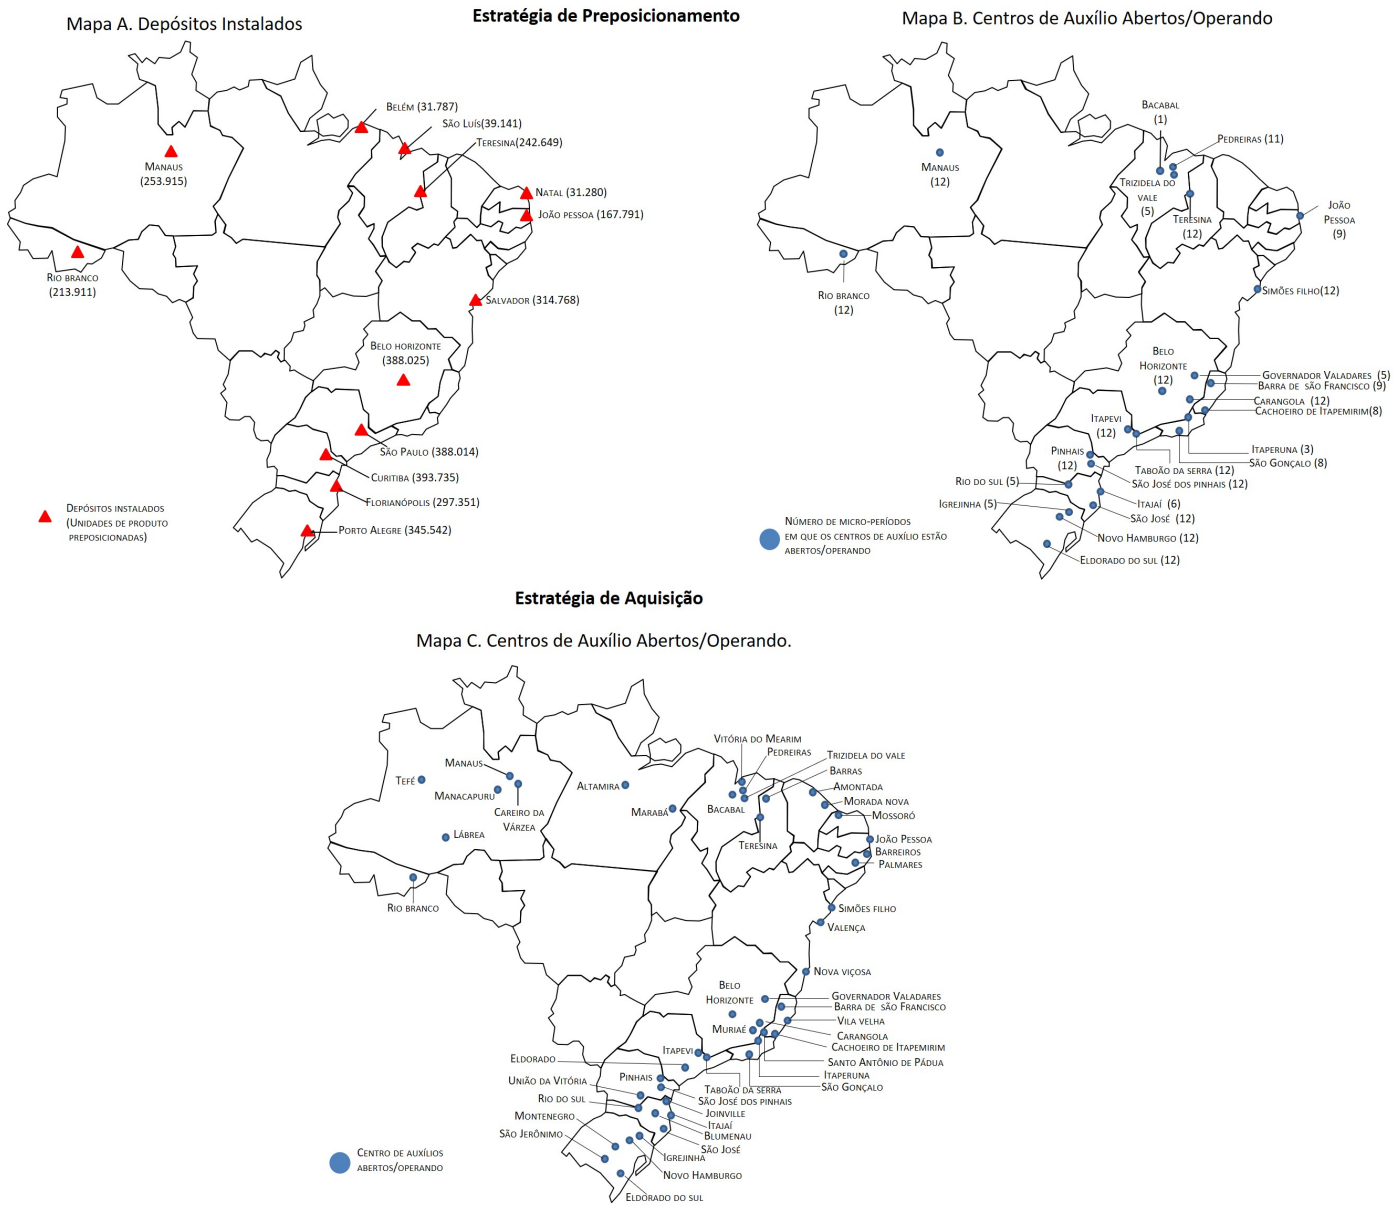 Estratégia de Preposicionamento
Mapa A. Depósitos Instalados
BELÉM (31.787)
SÃO LUÍS(39.141)
TERESINA(242.649)
MANAUS
(253.915)
NATAL (31.280)
JOÃO PESSOA (167.791)
RIO BRANCO
(213.911)
SALVADOR (314.768)
BELO HORIZONTE
(388.025)
SÃO PAULO (388.014)
CURITIBA (393.735)
FLORIANÓPOLIS (297.351)
PORTO ALEGRE (345.542)
DEPÓSITOS INSTALADOS
(UNIDADES DE PRODUTO
PREPOSICIONADAS)
Mapa B. Centros de Auxílio Abertos/Operando
BACABAL
(1)
PEDREIRAS (11)
MANAUS
(12)
TRIZIDELA DO
VALE
(5)
TERESINA
(12)
JOÃO
PESSOA
(9)
RIO BRANCO
(12)
SIMÕES FILHO(12)
BELO
HORIZONTE
(12)
GOVERNADOR VALADARES (5)
BARRA DE SÃO FRANCISCO (9)
CARANGOLA (12)
CACHOEIRO DE ITAPEMIRIM(8)
ITAPEVI
(12)
ITAPERUNA (3)
SÃO GONÇALO (8)
PINHAIS
(12)
TABOÃO DA SERRA (12)
SÃO JOSÉ DOS PINHAIS (12)
RIO DO SUL (5)
IGREJINHA (5)
ITAJAÍ (6)
SÃO JOSÉ (12)
NOVO HAMBURGO (12)
ELDORADO DO SUL (12)
NÚMERO DE MICRO-PERÍODOS
EM QUE OS CENTROS DE AUXÍLIO ESTÃO
ABERTOS/OPERANDO
Estratégia de Aquisição
Mapa C. Centros de Auxílio Abertos/Operando.
VITÓRIA DO MEARIM
PEDREIRAS
TRIZIDELA DO VALE
BARRAS
MANAUS
TEFÉ
MANACAPURU
CAREIRO DA
VÁRZEA
ALTAMIRA
MARABÁ
BACABAL
AMONTADA
MORADA NOVA
MOSSORÓ
LÁBREA
TERESINA
JOÃO PESSOA
BARREIROS
PALMARES
RIO BRANCO
SIMÕES FILHO
VALENÇA
NOVA VIÇOSA
BELO
HORIZONTE
GOVERNADOR VALADARES
BARRA DE SÃO FRANCISCO
VILA VELHA
MURIAÉ
CARANGOLA
CACHOEIRO DE ITAPEMIRIM
SANTO ANTÔNIO DE PÁDUA
ITAPERUNA
SÃO GONÇALO
ITAPEVI
ELDORADO
PINHAIS
TABOÃO DA SERRA
SÃO JOSÉ DOS PINHAIS
UNIÃO DA VITÓRIA
RIO DO SUL
JOINVILLE
MONTENEGRO
ITAJAÍ
BLUMENAU
SÃO JERÔNIMO
SÃO JOSÉ
IGREJINHA
NOVO HAMBURGO
ELDORADO DO SUL
CENTRO DE AUXÍLIOS
ABERTOS/OPERANDO